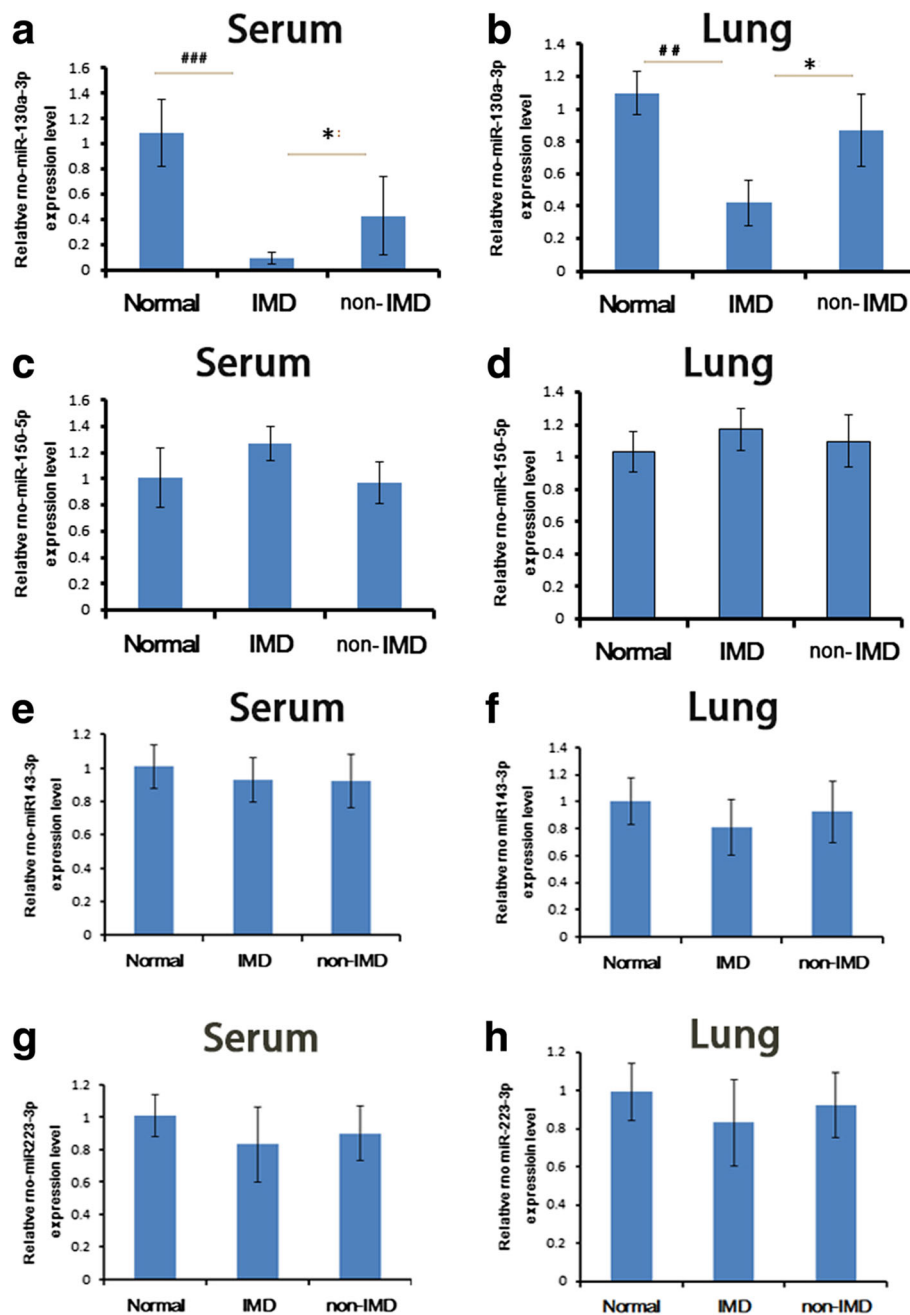 a
Serum
###
*:
Relative rno-miR-130a-3p
expression level
1.6
1.4
1.2
1
0.8
0.6
0.4
0.2
0
Normal IMD non-IMD
b
Lung
##
*
Relative rno-miR-130a-3p
expression level
1.4
1.2
1
0.8
0.6
0.4
0.2
0
Normal IMD non-IMD
c
Serum
Relative rno-miR-150-5p
expression level
1.6
1.4
1.2
1
0.8
0.6
0.4
0.2
0
Normal IMD non-IMD
d
Lung
Relative rno-miR-150-5p
expression level
1.4
1.2
1
0.8
0.6
0.4
0.2
0
Normal IMD non-IMD
e
Serum
Relative rno-miR143-3p
expression level
1.2
1
0.8
0.6
0.4
0.2
0
Normal IMD non-IMD
f
Lung
Relative rno miR143-3p
expression level
1.4
1.2
1
0.8
0.6
0.4
0.2
0
Normal IMD non-IMD
g
Serum
Relative rno-miR223-3p
expression level
1.2
1
0.8
0.6
0.4
0.2
0
Normal IMD non-IMD
h
Lung
Relative rno miR-223-3p
expressioin level
1.2
1
0.8
0.6
0.4
0.2
0
Normal IMD non-IMD